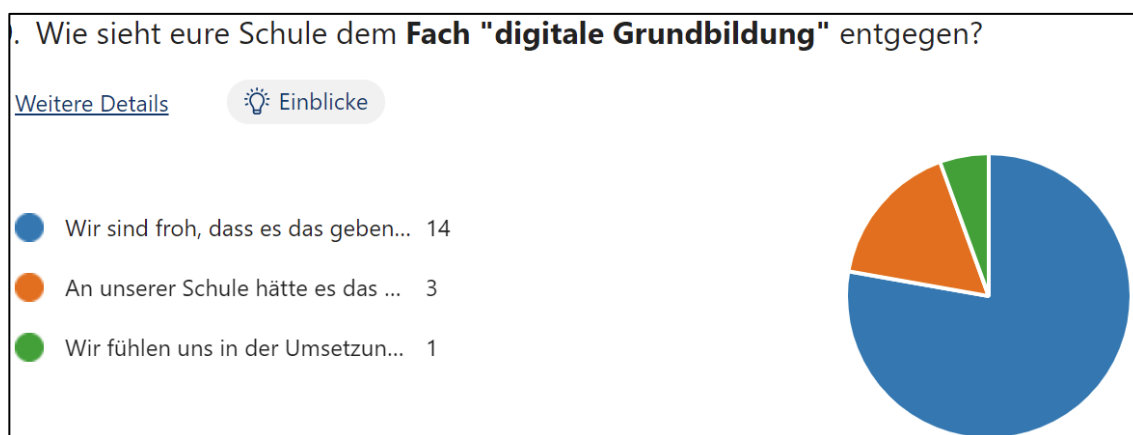 . Wie sieht eure Schule dem Fach "digitale Grundbildung" entgegen?
Weitere Details
Einblicke
Wir sind froh, dass es das geben... 14
An unserer Schule hätte es das ... 3
Wir fühlen uns in der Umsetzun... 1